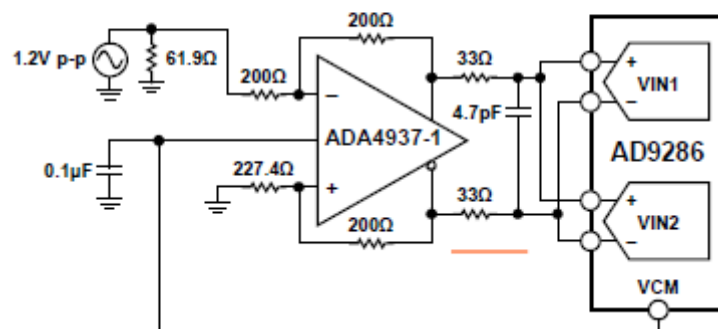 200Ω
1.2V p-p
61.9Ω
200Ω
33Ω
4.7pF
+
VIN1
−
−
ADA4937-1
AD9286
0.1µF
227.4Ω
+
+
VIN2
−
200Ω
33Ω
VCM